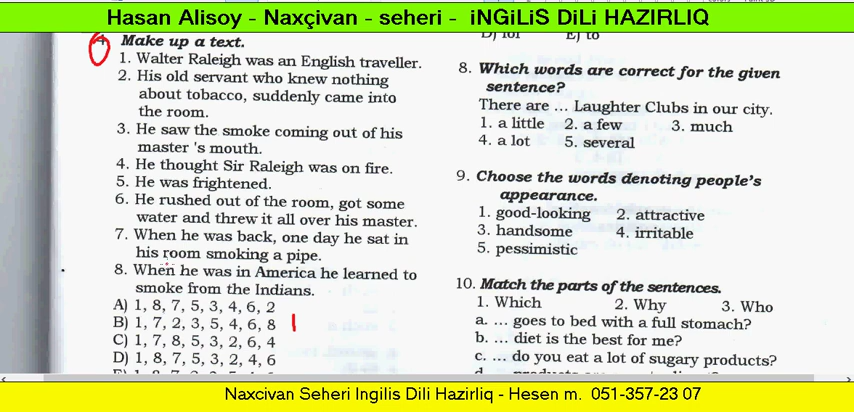 Hasan Alisoy - Naxçivan - seheri - iNGiLiS DiLi HAZIRLIQ
Make up a text.
1. Walter Raleigh was an English traveller.
2. His old servant who knew nothing
about tobacco, suddenly came into
the room.
3. He saw the smoke coming out of his
master 's mouth.
4. He thought Sir Raleigh was on fire.
5. He was frightened.
6. He rushed out of the room, got some
water and threw it all over his master.
7. When he was back, one day he sat in
his room smoking a pipe.
8. When he was in America he learned to
smoke from the Indians.
A) 1, 8, 7, 5, 3, 4, 6, 2
B) 1, 7, 2, 3, 5, 4, 6, 8
C) 1, 7, 8, 5, 3, 2, 6, 4
D) 1, 8, 7, 5, 3, 2, 4, 6
D) for E) to
8. Which words are correct for the given
sentence?
There are ... Laughter Clubs in our city.
1. a little 2. a few 3. much
4. a lot 5. several
9. Choose the words denoting people's
appearance.
1. good-looking 2. attractive
3. handsome 4. irritable
5. pessimistic
10. Match the parts of the sentences.
1. Which 2. Why 3. Who
a. ... goes to bed with a full stomach?
b. ... diet is the best for me?
c. ... do you eat a lot of sugary products?
Naxcivan Seheri Ingilis Dili Hazirliq - Hesen m. 051-357-23 07